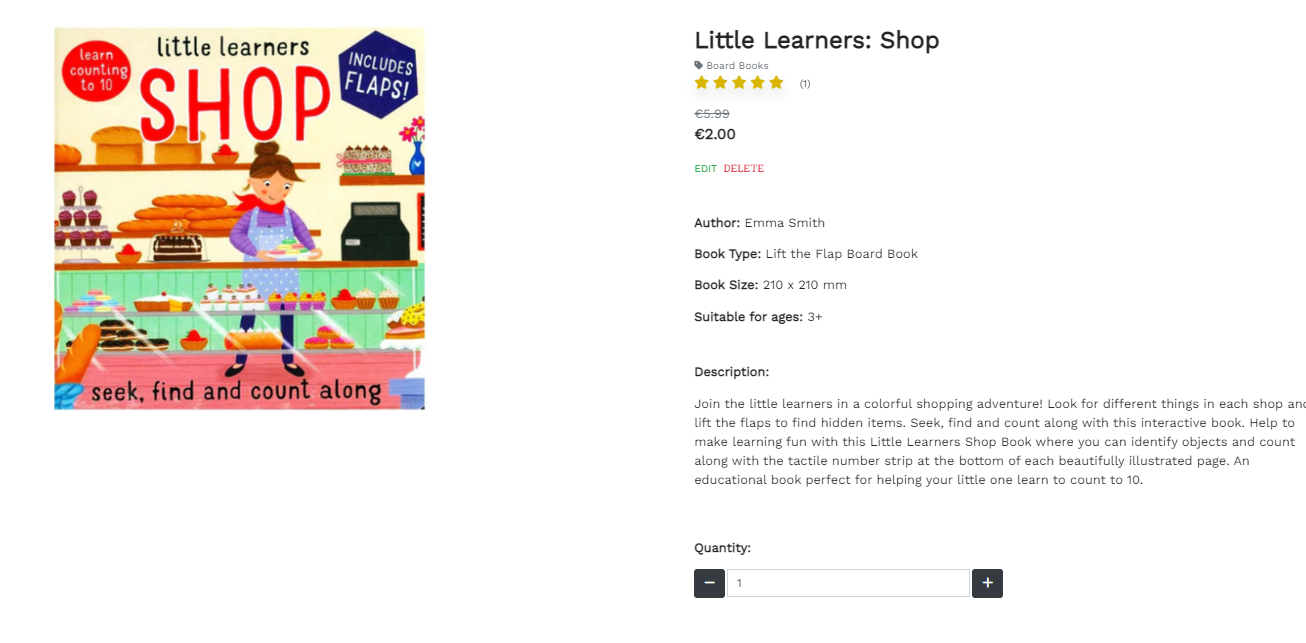 learn
counting
to 10
little learners
SHOP
INCLUDES
FLAPS!
seek, find and count along
Little Learners: Shop
Board Books
(1)
€5.99
€2.00
EDIT DELETE
Author: Emma Smith
Book Type: Lift the Flap Board Book
Book Size: 210 x 210 mm
Suitable for ages: 3+
Description:
Join the little learners in a colorful shopping adventure! Look for different things in each shop and
lift the flaps to find hidden items. Seek, find and count along with this interactive book. Help to
make learning fun with this Little Learners Shop Book where you can identify objects and count
along with the tactile number strip at the bottom of each beautifully illustrated page. An
educational book perfect for helping your little one learn to count to 10.
Quantity:
− 1 +